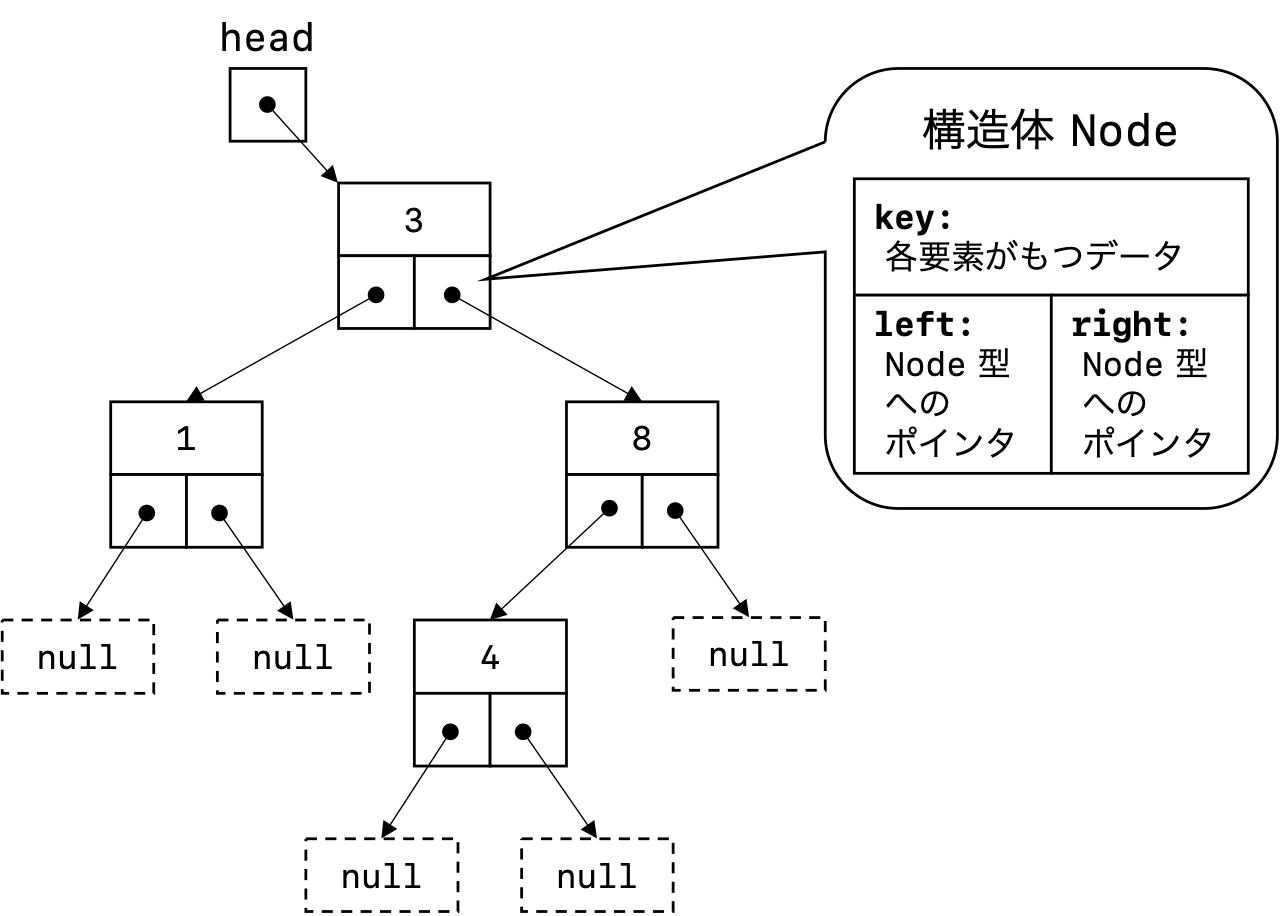 head
構造体 Node
3
key:
各要素がもつデータ
left:
Node 型
への
ポインタ
right:
Node 型
への
ポインタ
1
8
null
null
4
null
null
null